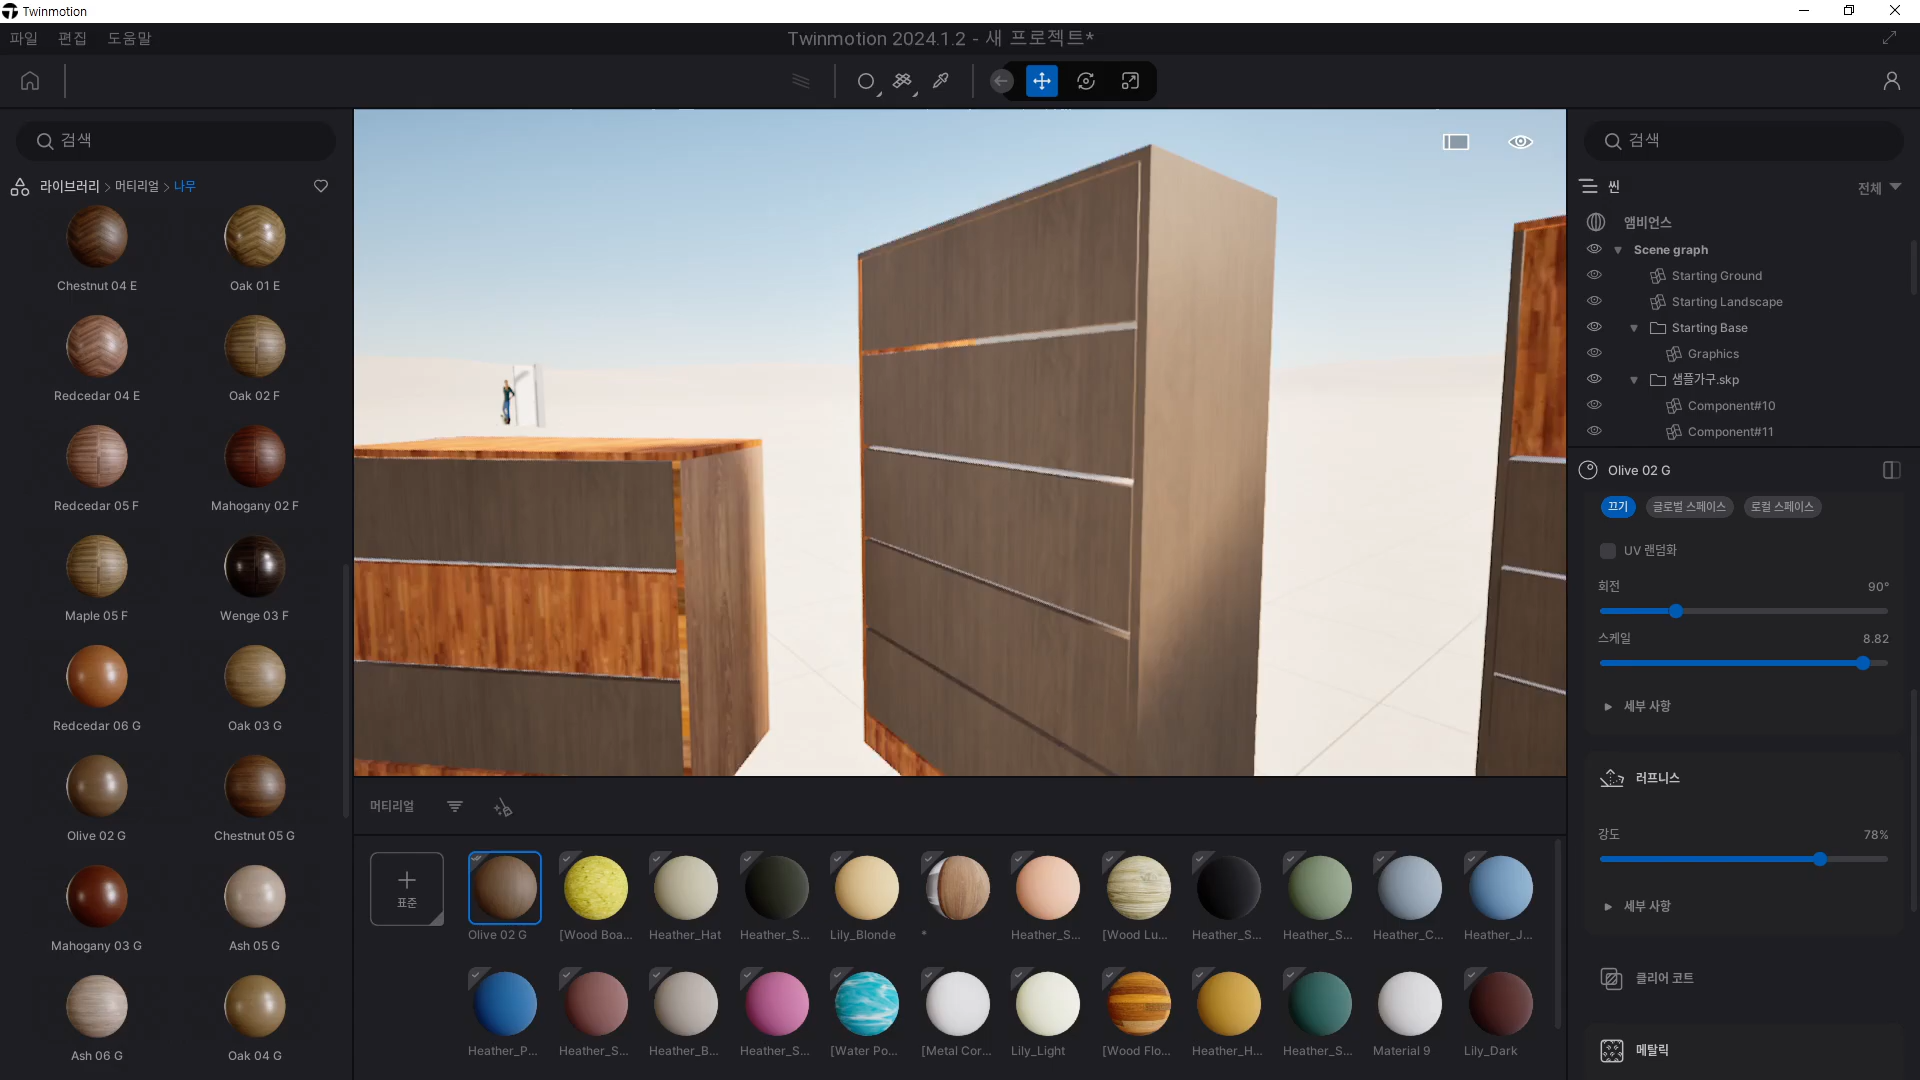 Twinmotion
파일 편집 도움말
Twinmotion 2024.1.2 - 새 프로젝트*
검색
라이브러리 > 머티리얼 > 나무
Chestnut 04 E
Oak 01 E
Redcedar 04 E
Oak 02 F
Redcedar 05 F
Mahogany 02 F
Maple 05 F
Wenge 03 F
Redcedar 06 G
Oak 03 G
Olive 02 G
Chestnut 05 G
Mahogany 03 G
Ash 05 G
Ash 06 G
Oak 04 G
머티리얼
표준
Olive 02 G
[Wood Boa...
Heather_Hat
Heather_S...
Lily_Blonde
*
Heather_S...
[Wood Lu...
Heather_S...
Heather_S...
Heather_C...
Heather_J...
Heather_P...
Heather_S...
Heather_B...
Heather_S...
[Water Po...
[Metal Cor...
Lily_Light
[Wood Flo...
Heather_H...
Heather_S...
Material 9
Lily_Dark
검색
씬
전체
앰비언스
Scene graph
Starting Ground
Starting Landscape
Starting Base
Graphics
샘플가구.skp
Component#10
Component#11
Olive 02 G
끄기 글로벌 스페이스 로컬 스페이스
UV 랜덤화
회전 90°
스케일 8.82
세부 사항
러프니스
강도 78%
세부 사항
클리어 코트
메탈릭